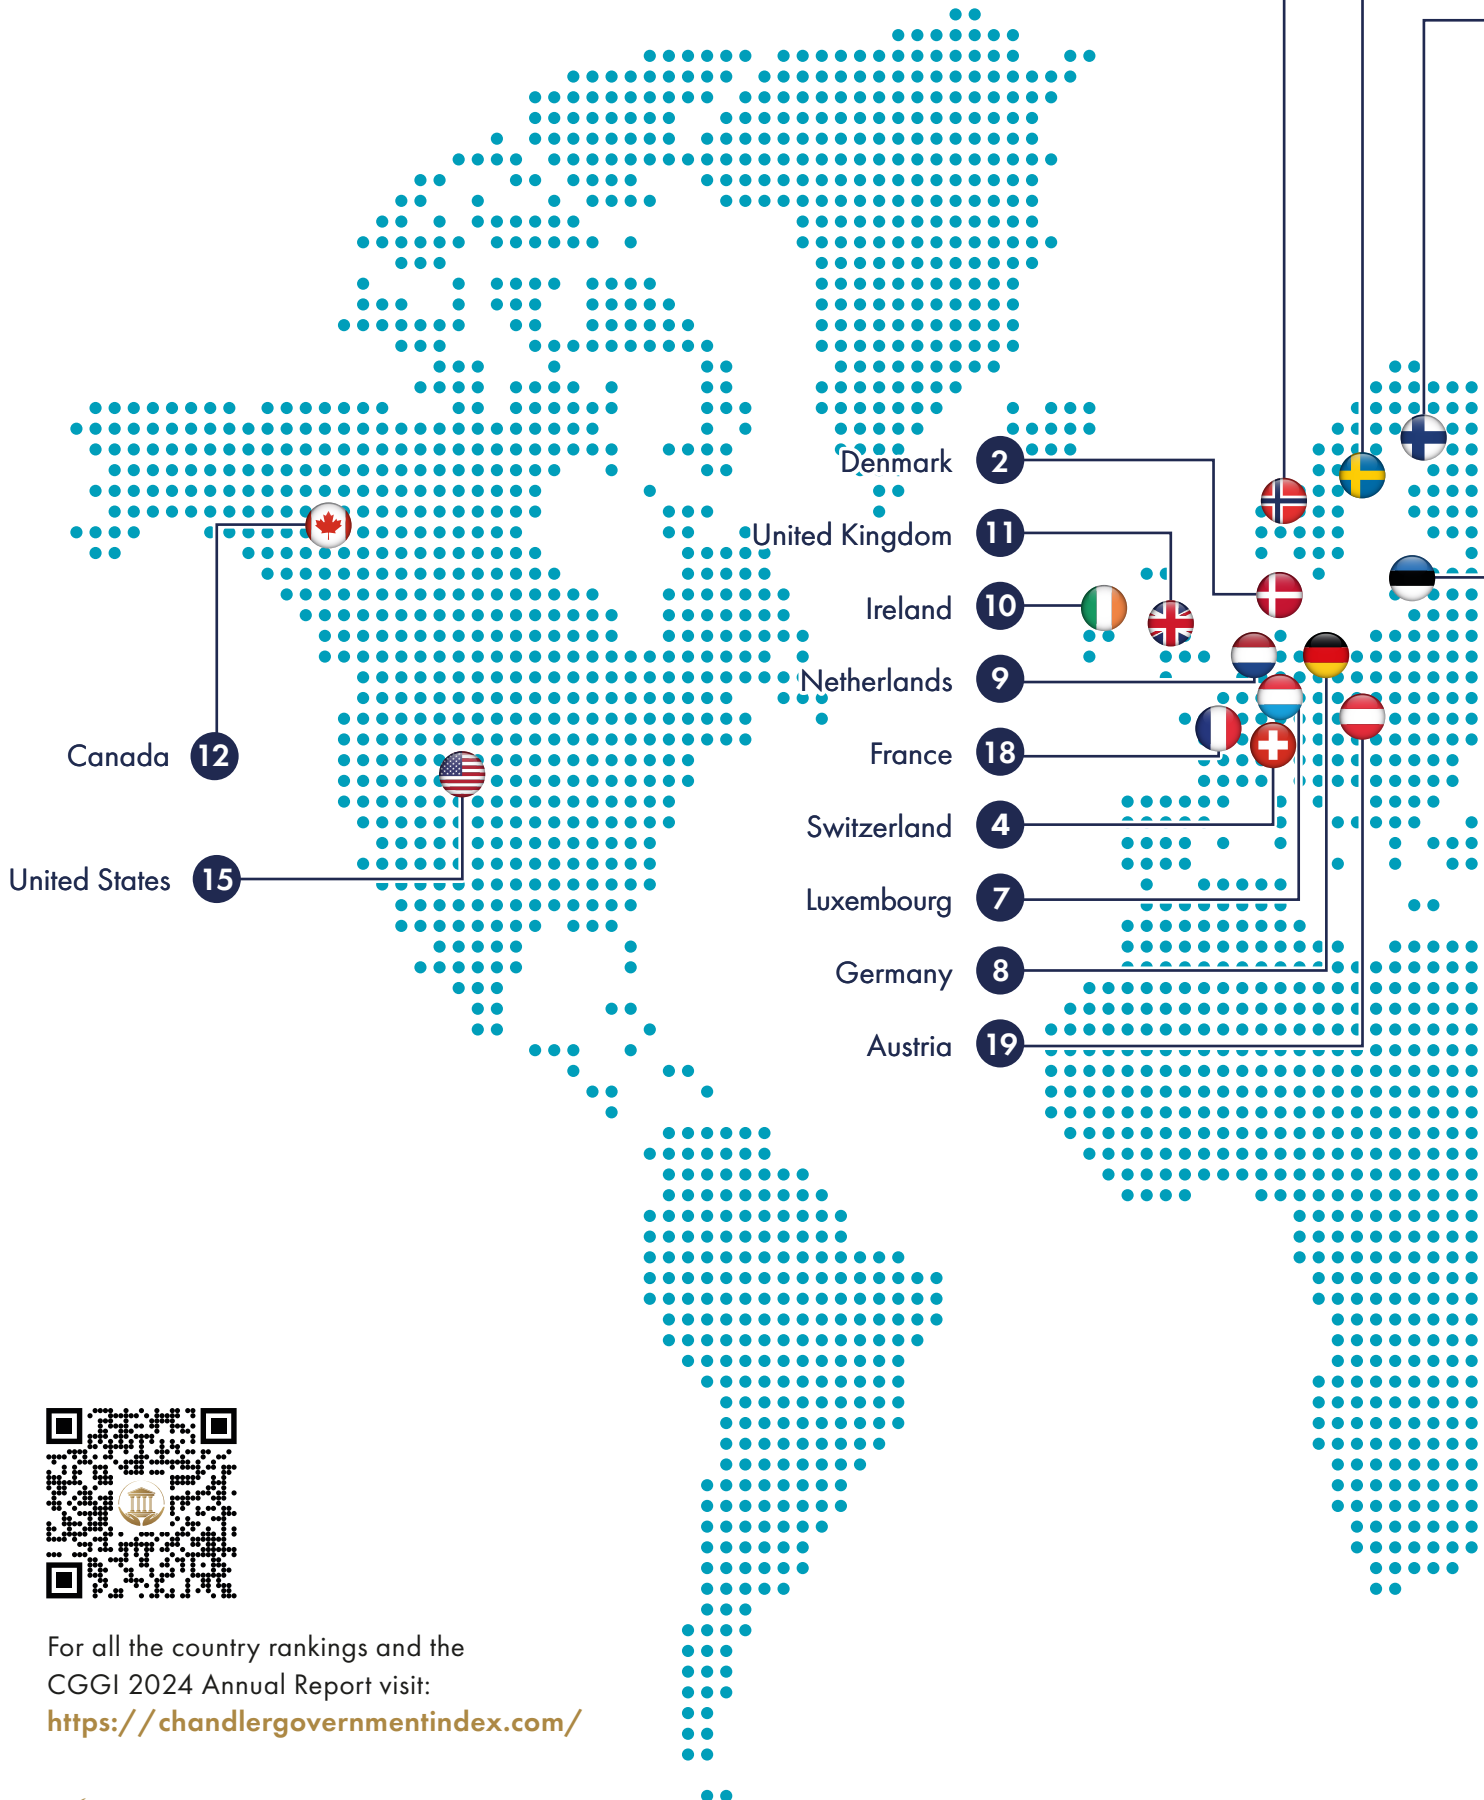 Denmark 2
United Kingdom 11
Ireland 10
Netherlands 9
France 18
Switzerland 4
Luxembourg 7
Germany 8
Austria 19
Canada 12
United States 15
For all the country rankings and the
CGGI 2024 Annual Report visit:
https://chandlergovernmentindex.com/